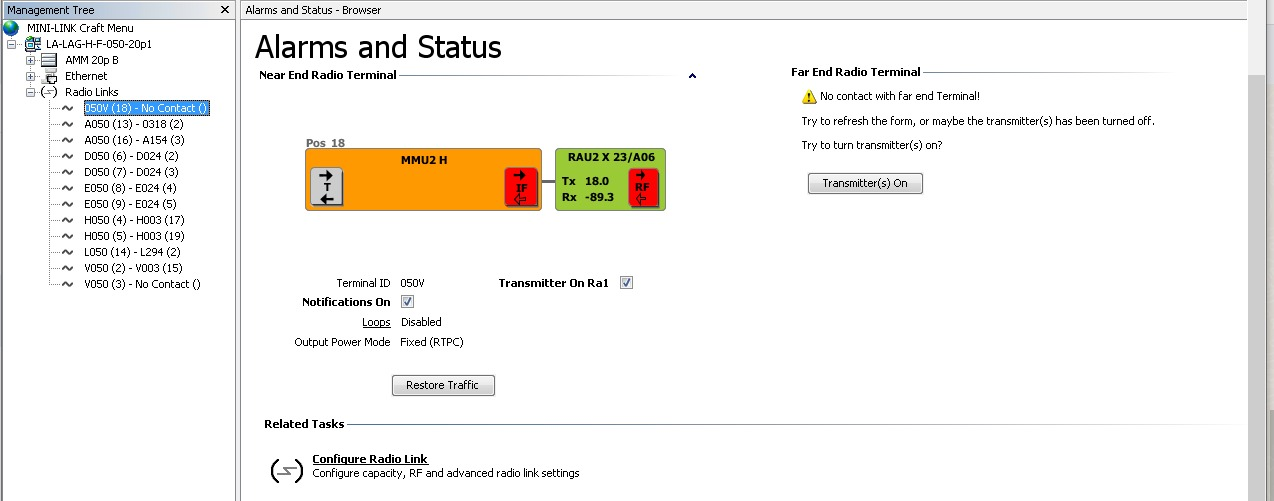 Management Tree
MINI-LINK Craft Menu
LA-LAG-H-F-050-20p1
AMM 20p B
Ethernet
Radio Links
050V (18) - No Contact ()
A050 (13) - 0318 (2)
A050 (16) - A154 (3)
D050 (6) - D024 (2)
D050 (7) - D024 (3)
E050 (8) - E024 (4)
E050 (9) - E024 (5)
H050 (4) - H003 (17)
H050 (5) - H003 (19)
L050 (14) - L294 (2)
V050 (2) - V003 (15)
V050 (3) - No Contact ()
Alarms and Status - Browser
Alarms and Status
Near End Radio Terminal
Pos 18
MMU2 H
T
IF
RAU2 X 23/A06
Tx 18.0
Rx -89.3
RF
Terminal ID 050V
Transmitter On Ra1
Notifications On
Loops Disabled
Output Power Mode Fixed (RTPC)
Restore Traffic
Far End Radio Terminal
No contact with far end Terminal!
Try to refresh the form, or maybe the transmitter(s) has been turned off.
Try to turn transmitter(s) on?
Transmitter(s) On
Related Tasks
Configure Radio Link
Configure capacity, RF and advanced radio link settings